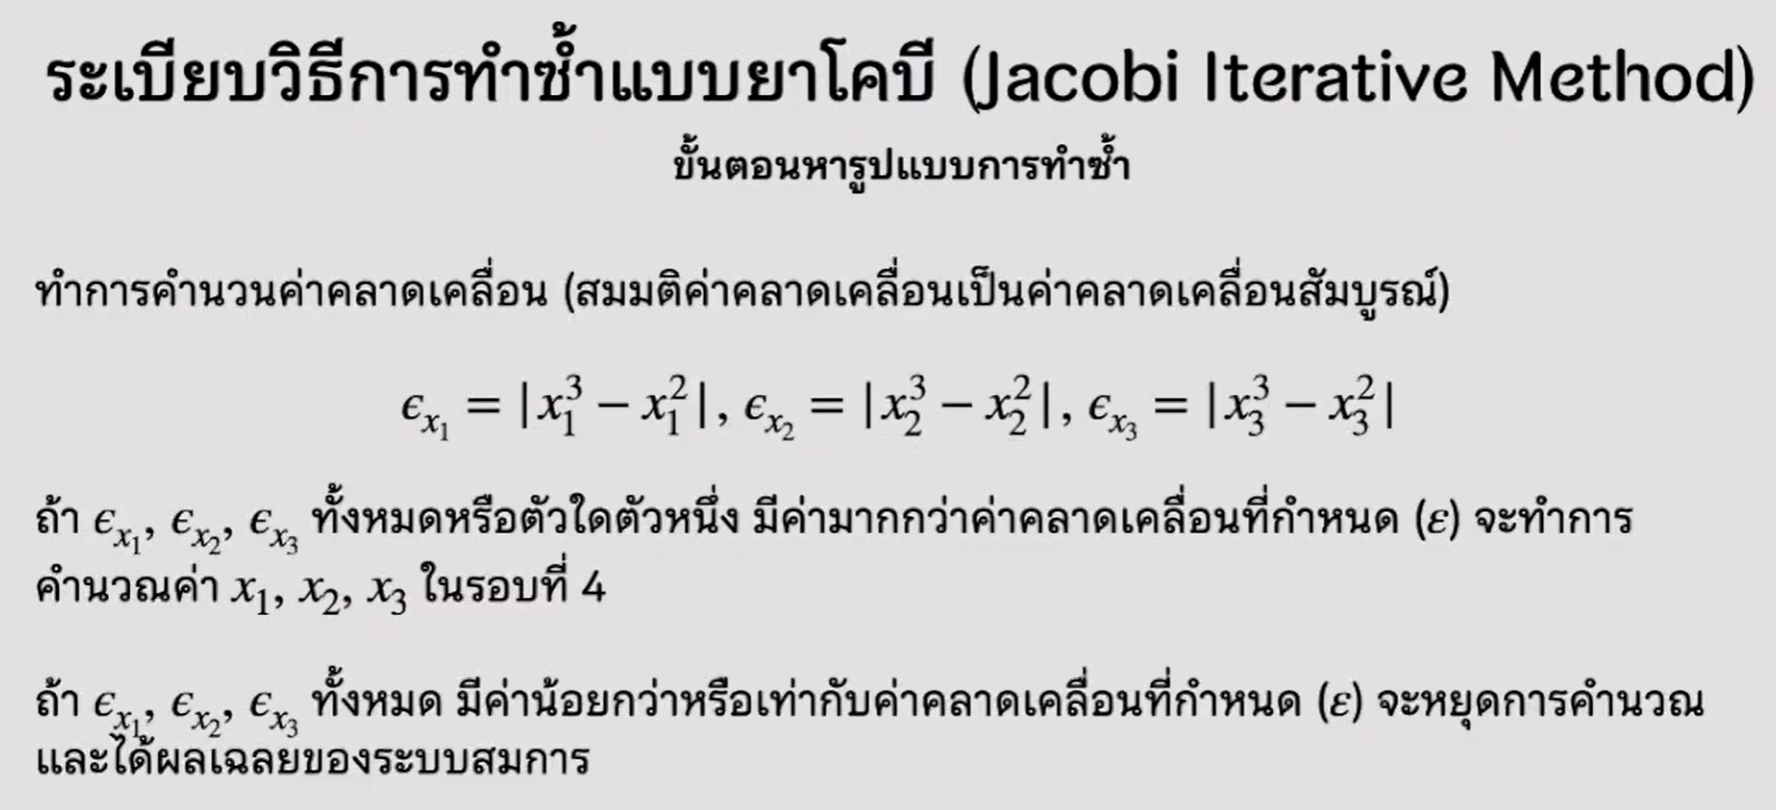 ระเบียบวิธีการทำซ้ำแบบยาโคบี (Jacobi Iterative Method)
ขั้นตอนหารูปแบบการทำซ้ำ
ทำการคำนวนค่าคลาดเคลื่อน (สมมติค่าคลาดเคลื่อนเป็นค่าคลาดเคลื่อนสัมบูรณ์)
$\epsilon_{x_1} = |x_1^3 - x_1^2|, \epsilon_{x_2} = |x_2^3 - x_2^2|, \epsilon_{x_3} = |x_3^3 - x_3^2|$
ถ้า $\epsilon_{x_1}, \epsilon_{x_2}, \epsilon_{x_3}$ ทั้งหมดหรือตัวใดตัวหนึ่ง มีค่ามากกว่าค่าคลาดเคลื่อนที่กำหนด ($\varepsilon$) จะทำการ
คำนวณค่า $x_1, x_2, x_3$ ในรอบที่ 4
ถ้า $\epsilon_{x_1}, \epsilon_{x_2}, \epsilon_{x_3}$ ทั้งหมด มีค่าน้อยกว่าหรือเท่ากับค่าคลาดเคลื่อนที่กำหนด ($\varepsilon$) จะหยุดการคำนวณ
และได้ผลเฉลยของระบบสมการ